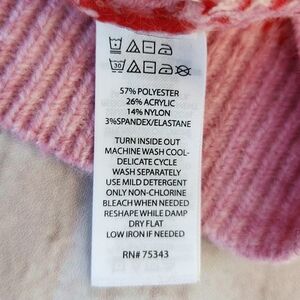 30
57% POLYESTER
26% ACRYLIC
14% NYLON
3%SPANDEX/ELASTANE
TURN INSIDE OUT
MACHINE WASH COOL-
DELICATE CYCLE
WASH SEPARATELY
USE MILD DETERGENT
ONLY NON-CHLORINE
BLEACH WHEN NEEDED
RESHAPE WHILE DAMP
DRY FLAT
LOW IRON IF NEEDED
RN# 75343